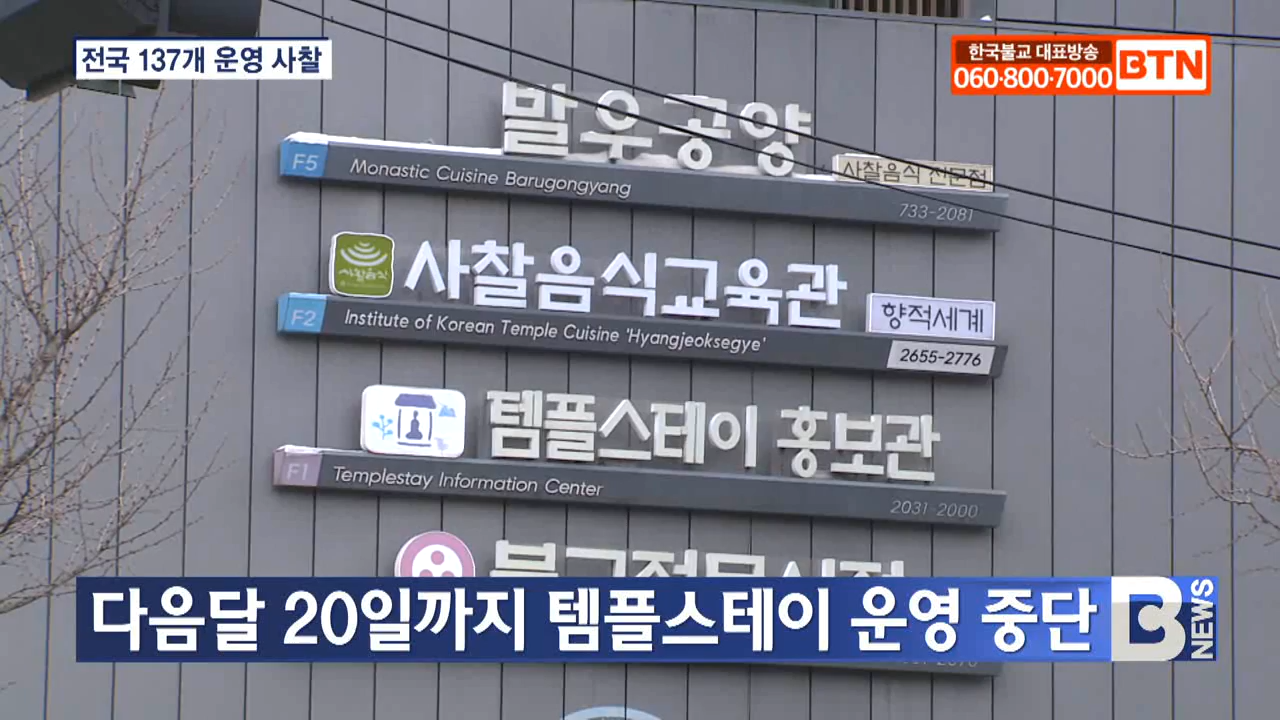 전국 137개 운영 사찰
한국불교 대표방송
060·800·7000 BTN
발우공양
사찰음식 전문점
F5 Monastic Cuisine Barugongyang
733-2081
사찰음식
사찰음식교육관
향적세계
F2 Institute of Korean Temple Cuisine 'Hyangjeoksegye'
2655-2776
템플스테이 홍보관
F1 Templestay Information Center
2031-2000
다음달 20일까지 템플스테이 운영 중단
B NEWS